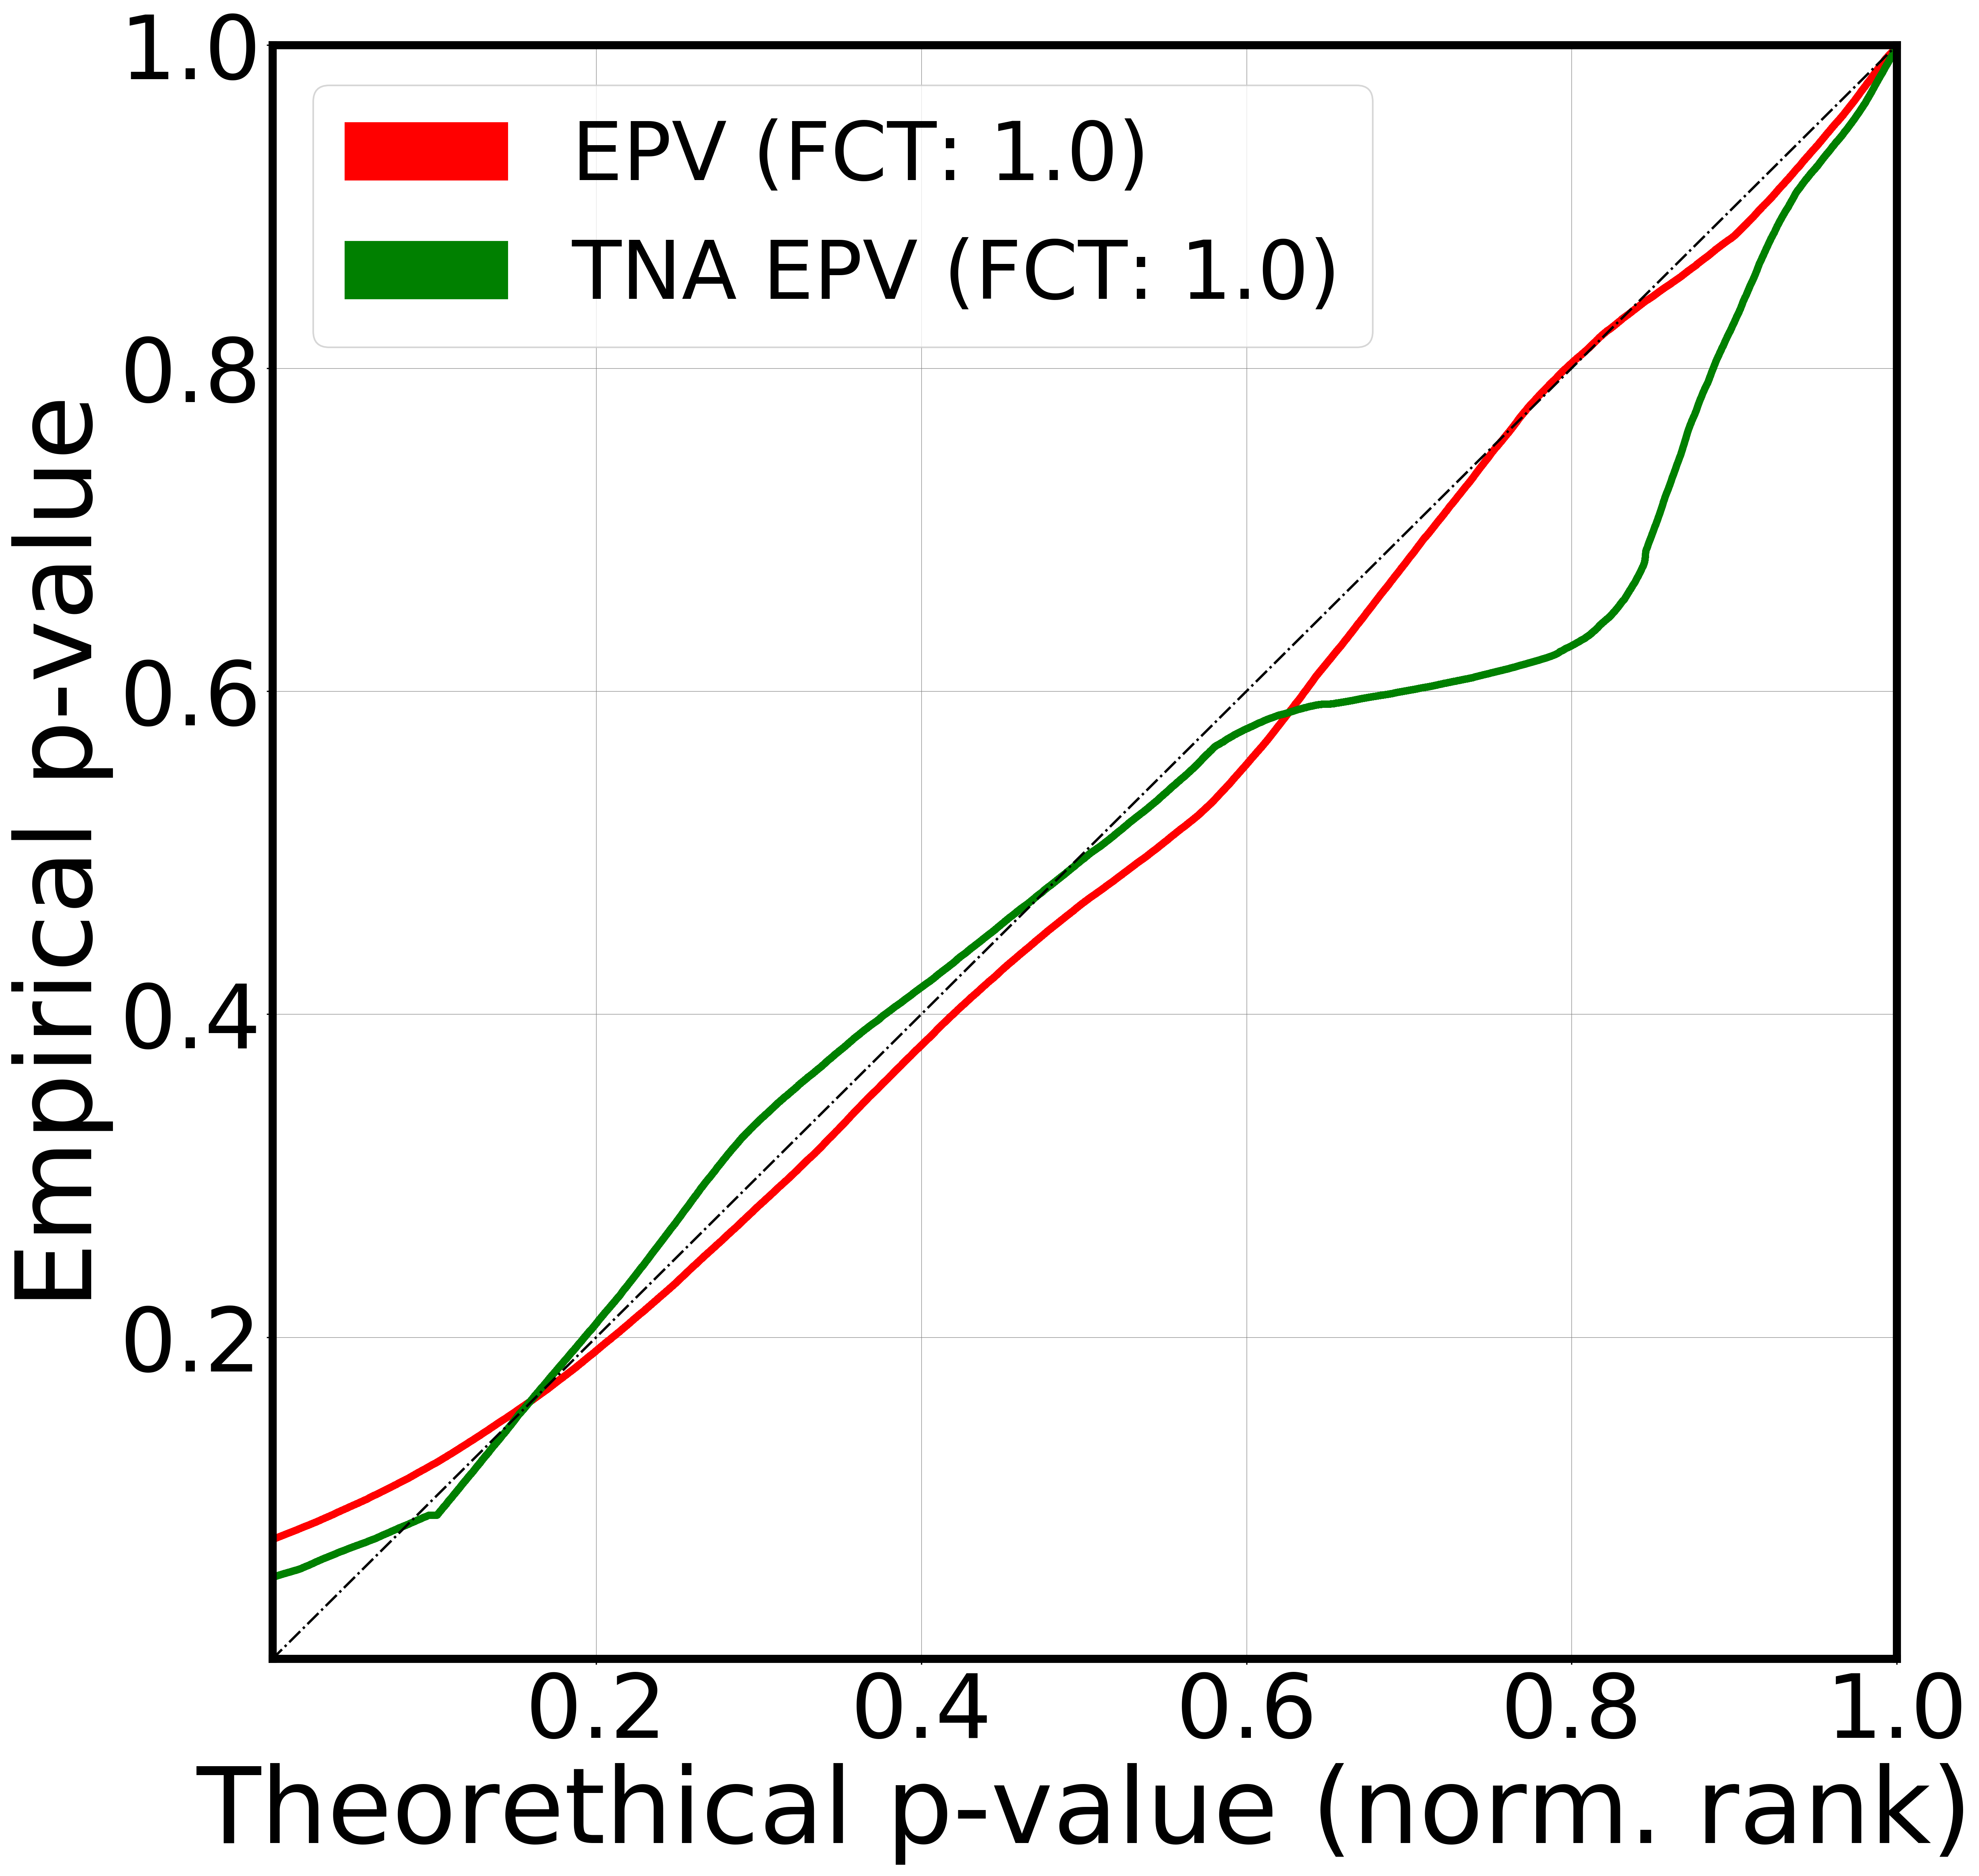 1.0
EPV (FCT: 1.0)
TNA EPV (FCT: 1.0)
0.8
0.6
0.4
0.2
Empirical p-value
0.2 0.4 0.6 0.8 1.0
Theorethical p-value (norm. rank)